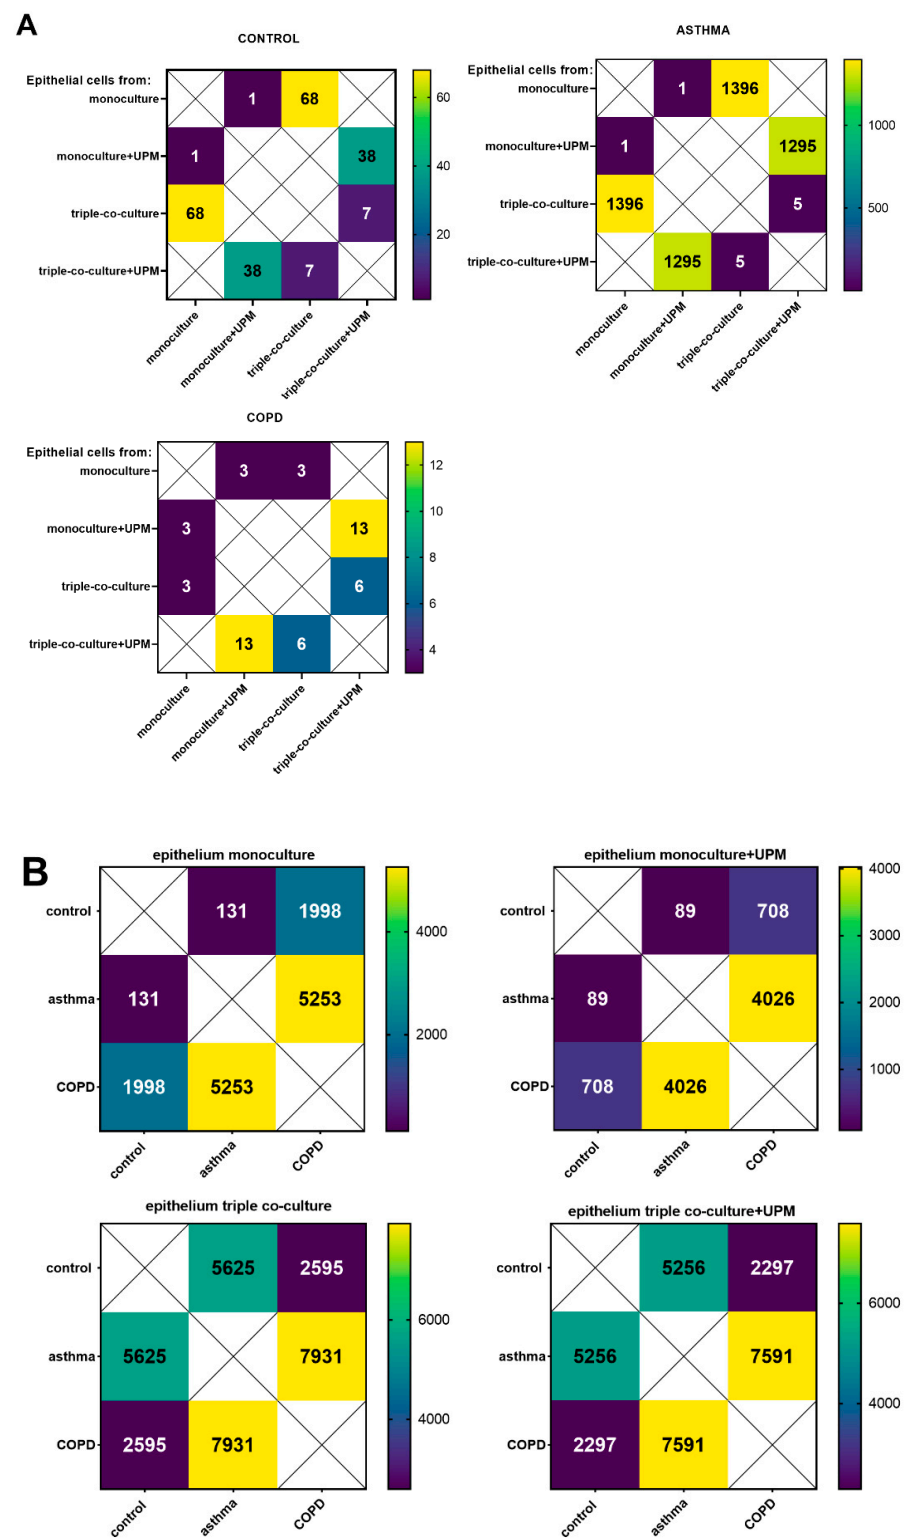 A
CONTROL
Epithelial cells from:
monoculture
1 68
60
monoculture+UPM
1 38
40
triple-co-culture
68 7
20
triple-co-culture+UPM
38 7
monoculture
monoculture+UPM
triple-co-culture
triple-co-culture+UPM
ASTHMA
Epithelial cells from:
monoculture
1 1396
1000
monoculture+UPM
1 1295
triple-co-culture
1396 5
500
triple-co-culture+UPM
1295 5
monoculture
monoculture+UPM
triple-co-culture
triple-co-culture+UPM
COPD
Epithelial cells from:
monoculture
3 3
12
monoculture+UPM
3 13
10
8
triple-co-culture
3 6
6
triple-co-culture+UPM
13 6
4
monoculture
monoculture+UPM
triple-co-culture
triple-co-culture+UPM
B
epithelium monoculture
control
131 1998
4000
asthma
131 5253
2000
COPD
1998 5253
control
asthma
COPD
epithelium monoculture+UPM
4000
control
89 708
3000
asthma
89 4026
2000
COPD
708 4026
1000
control
asthma
COPD
epithelium triple co-culture
control
5625 2595
6000
asthma
5625 7931
4000
COPD
2595 7931
control
asthma
COPD
epithelium triple co-culture+UPM
control
5256 2297
6000
asthma
5256 7591
4000
COPD
2297 7591
control
asthma
COPD